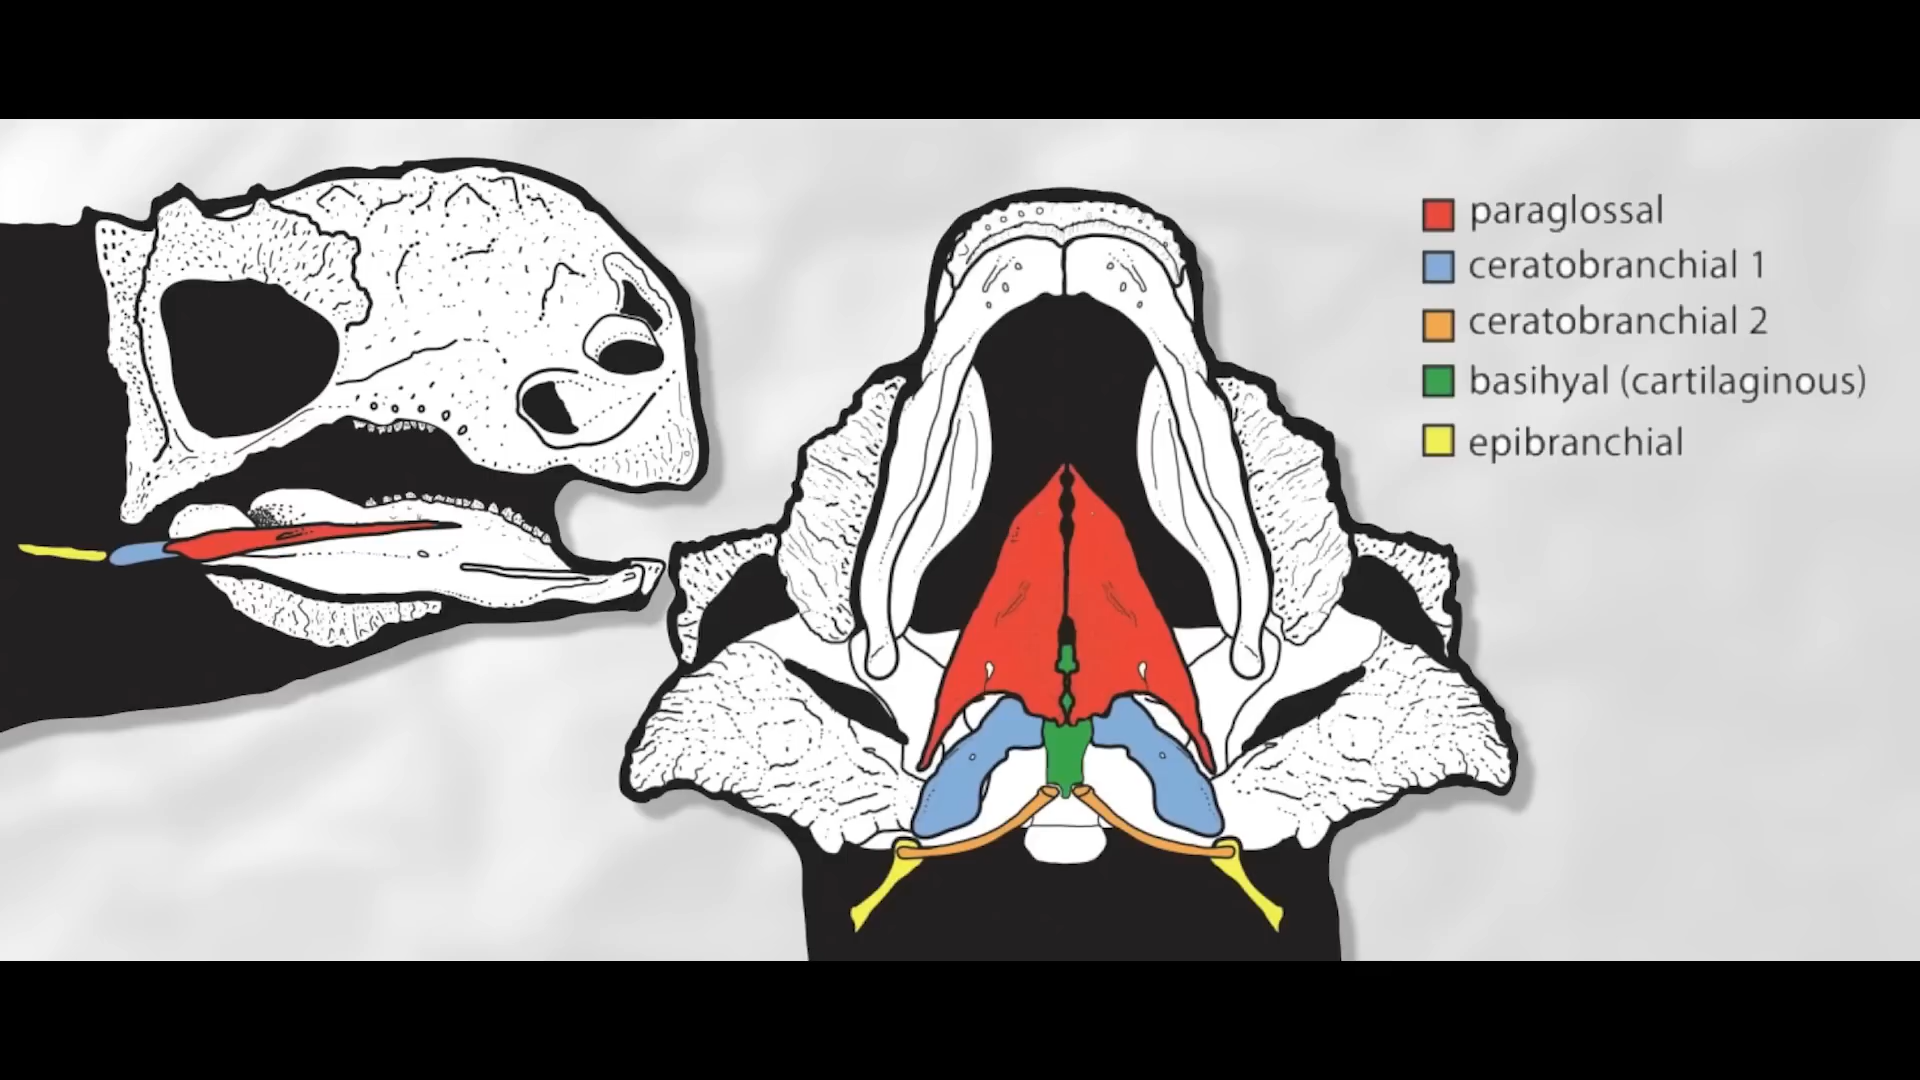 paraglossal
ceratobranchial 1
ceratobranchial 2
basihyal (cartilaginous)
epibranchial